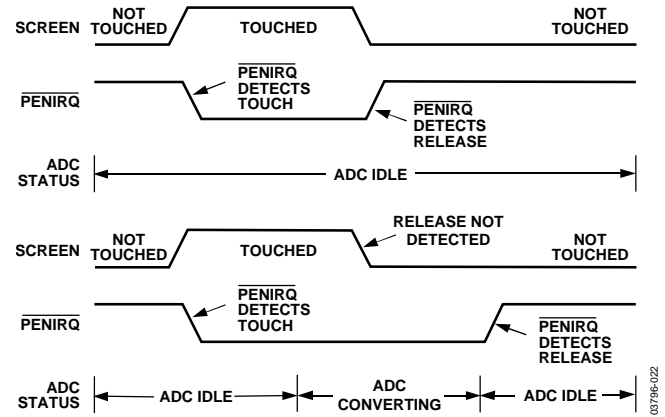 SCREEN
NOT
TOUCHED
TOUCHED
NOT
TOUCHED
PENIRQ
PENIRQ
DETECTS
TOUCH
PENIRQ
DETECTS
RELEASE
ADC
STATUS
ADC IDLE
SCREEN
NOT
TOUCHED
TOUCHED
RELEASE NOT
DETECTED
NOT
TOUCHED
PENIRQ
PENIRQ
DETECTS
TOUCH
PENIRQ
DETECTS
RELEASE
ADC
STATUS
ADC IDLE
ADC
CONVERTING
ADC IDLE
03796-022